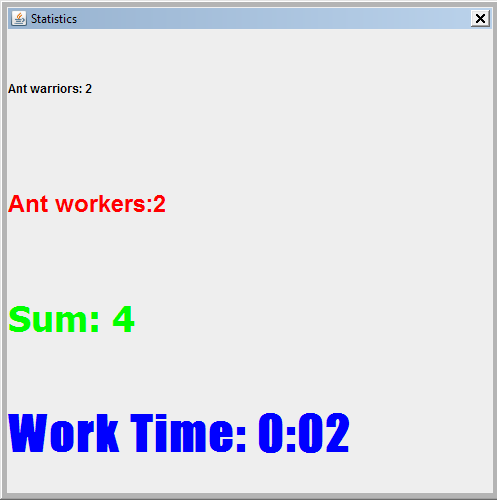 Statistics
Ant warriors: 2
Ant workers:2
Sum: 4
Work Time: 0:02